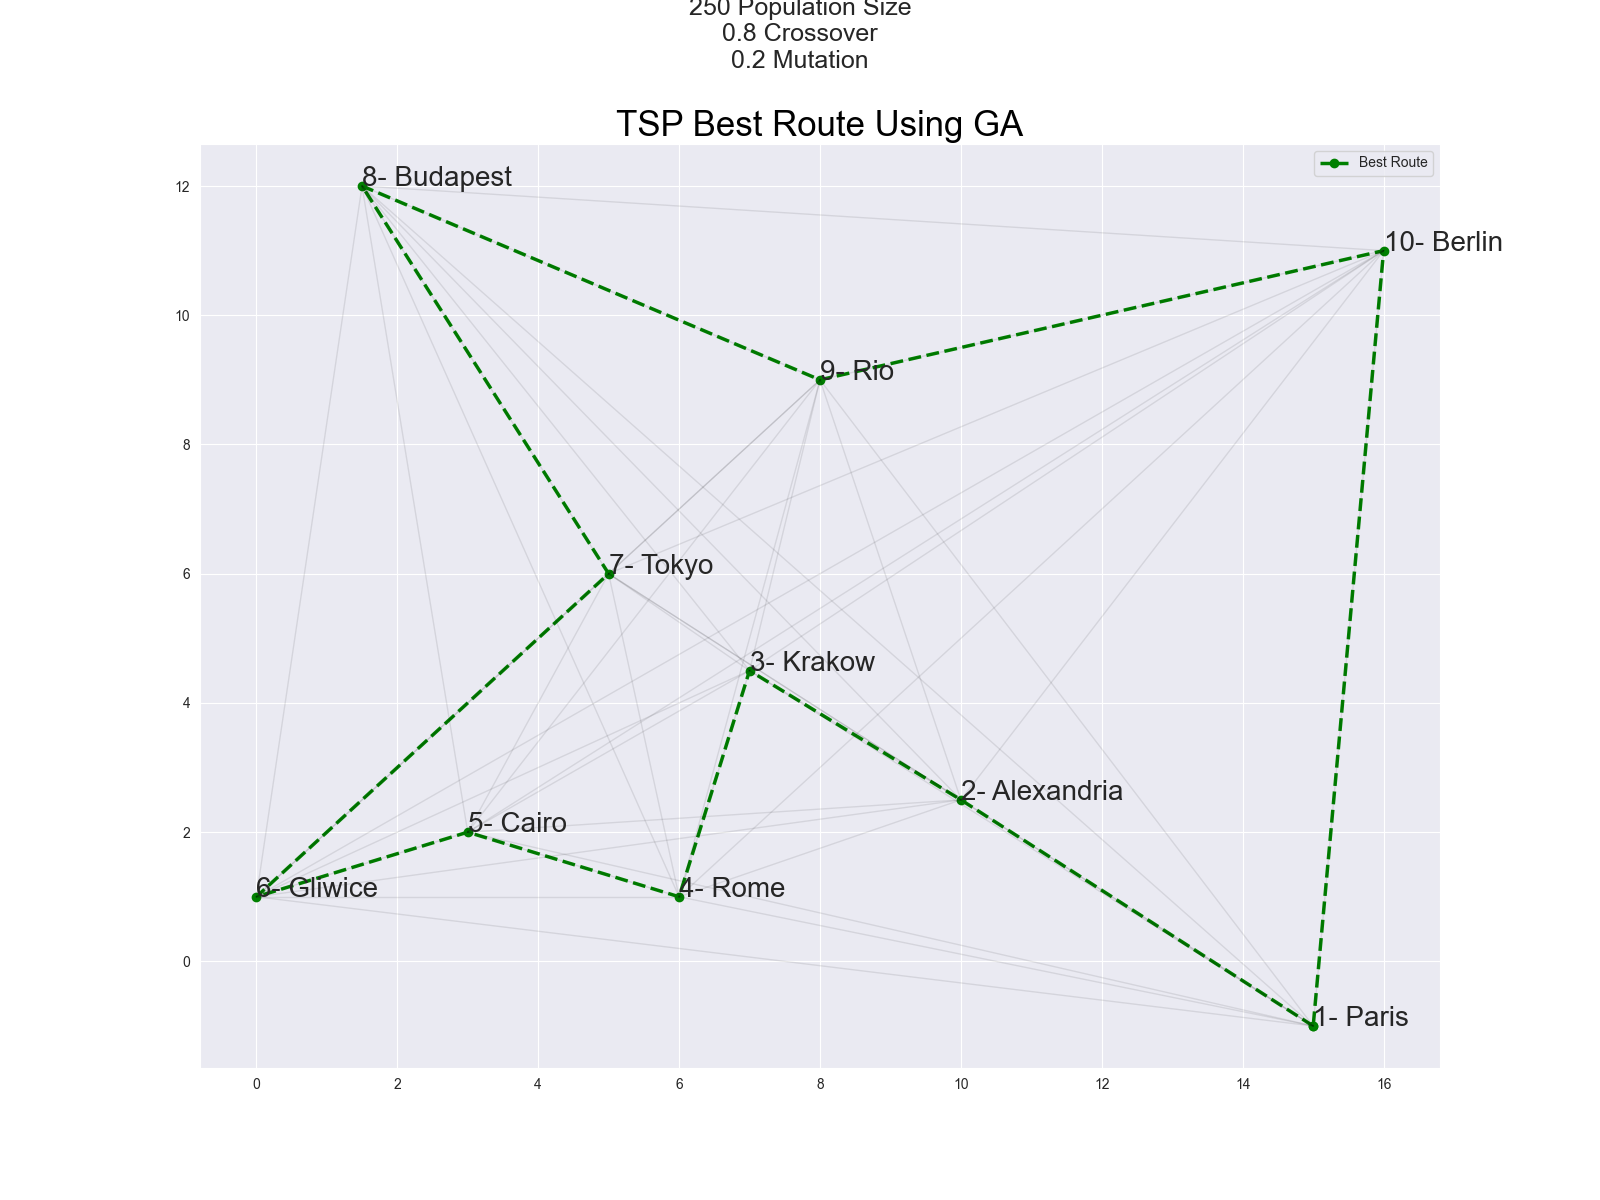 250 Population Size
0.8 Crossover
0.2 Mutation
TSP Best Route Using GA
Best Route
8- Budapest
10- Berlin
9- Rio
7- Tokyo
3- Krakow
2- Alexandria
5- Cairo
6- Gliwice
4- Rome
1- Paris
12
10
8
6
4
2
0
0 2 4 6 8 10 12 14 16